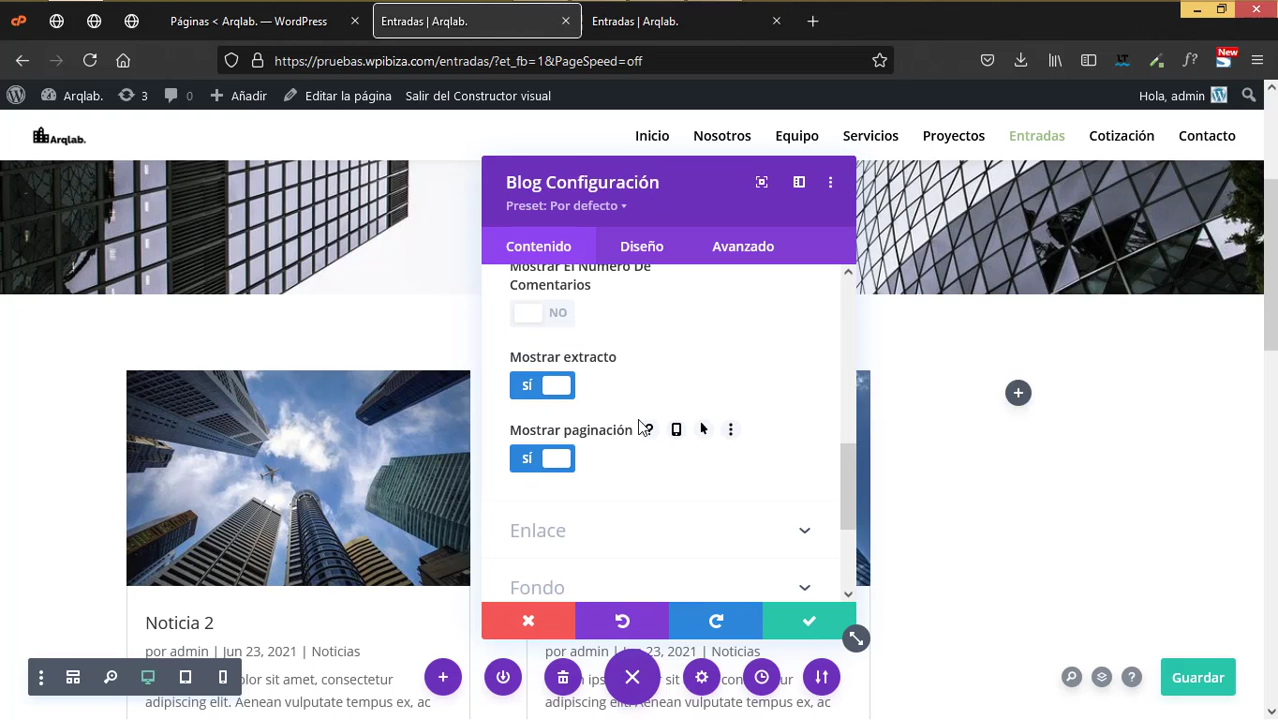 Páginas < Arqlab. — WordPress
Entradas | Arqlab.
Entradas | Arqlab.
https://pruebas.wpibiza.com/entradas/?et_fb=1&PageSpeed=off
New
Arqlab.
3
0
Añadir
Editar la página
Salir del Constructor visual
Hola, admin
Arqlab.
Inicio
Nosotros
Equipo
Servicios
Proyectos
Entradas
Cotización
Contacto
Blog Configuración
Preset: Por defecto
Contenido
Diseño
Avanzado
Mostrar El Número De
Comentarios
NO
Mostrar extracto
SÍ
Mostrar paginación
SÍ
Enlace
Fondo
Noticia 2
por admin | Jun 23, 2021 | Noticias
por admin | Jun 23, 2021 | Noticias
dolor sit amet, consectetur
adipiscing elit. Aenean vulputate tempus ex, ac
adipiscing elit. Aenean vulputate tempus ex, ac
Guardar